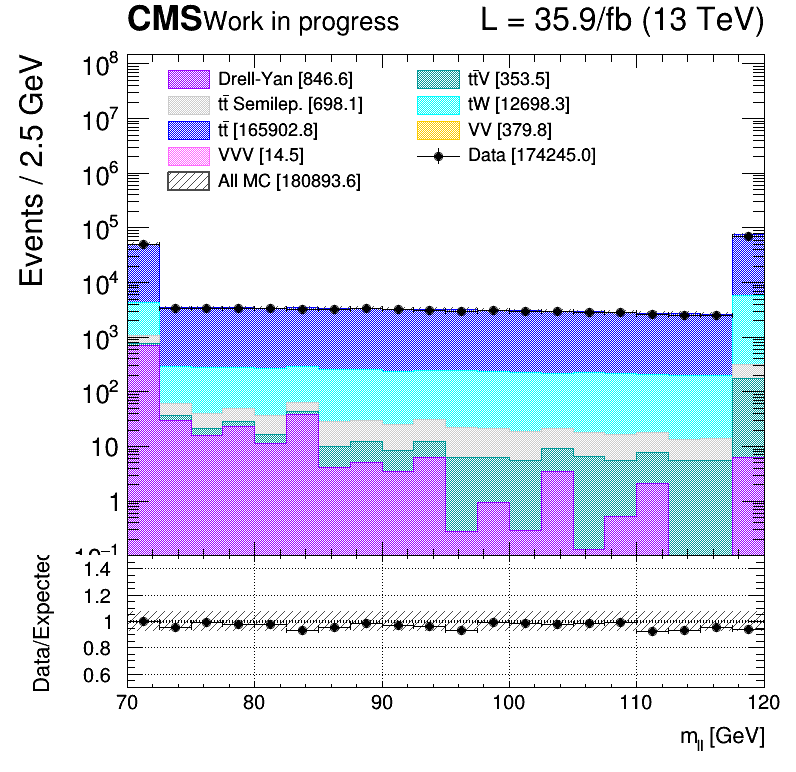 CMS Work in progress L = 35.9/fb (13 TeV)
Events / 2.5 GeV
10⁸
10⁷
10⁶
10⁵
10⁴
10³
10²
10
1
10⁻¹
Drell-Yan [846.6]
tt̄ Semilep. [698.1]
tt̄ [165902.8]
VVV [14.5]
All MC [180893.6]
tt̄V [353.5]
tW [12698.3]
VV [379.8]
Data [174245.0]
Data/Expected
1.4
1.2
1
0.8
0.6
70 80 90 100 110 120
m_ll [GeV]